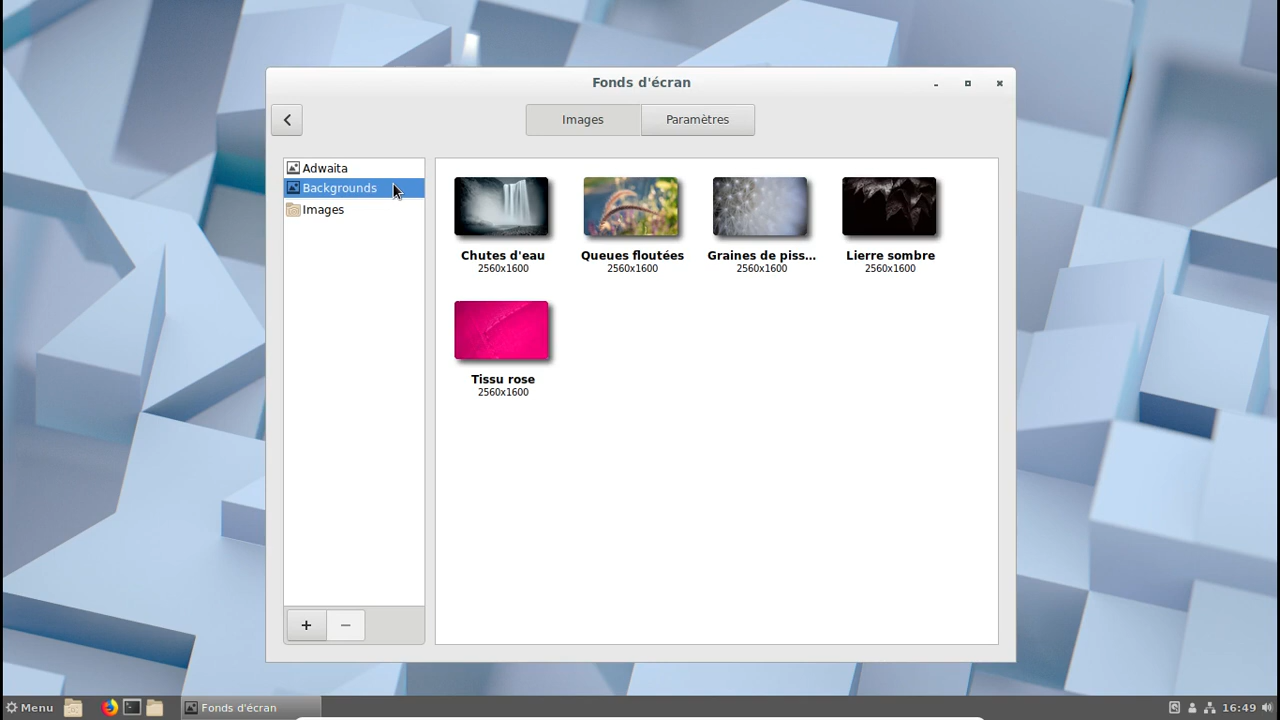 Fonds d'écran
Images
Paramètres
Adwaita
Backgrounds
Images
Chutes d'eau
2560x1600
Queues floutées
2560x1600
Graines de piss...
2560x1600
Lierre sombre
2560x1600
Tissu rose
2560x1600
Menu
Fonds d'écran
16:49